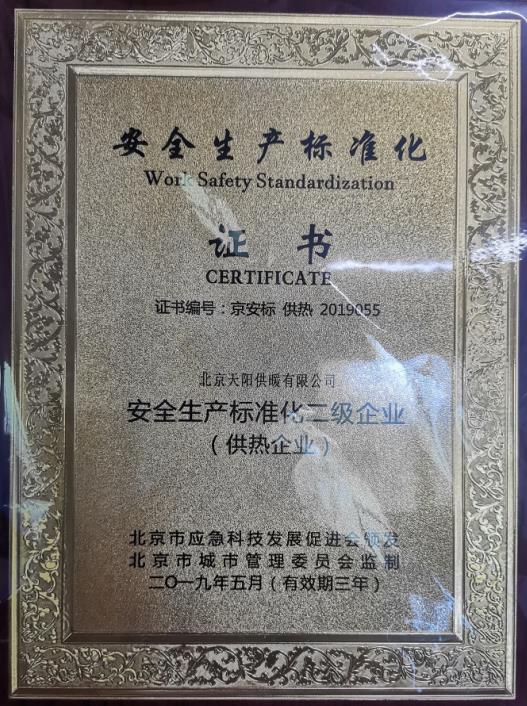 安全生产标准化
Work Safety Standardization
证 书
CERTIFICATE
证书编号：京安标 供热 2019055
北京天阳供暖有限公司
安全生产标准化二级企业
（供热企业）
北京市应急科技发展促进会颁发
北京市城市管理委员会监制
二〇一九年五月（有效期三年）